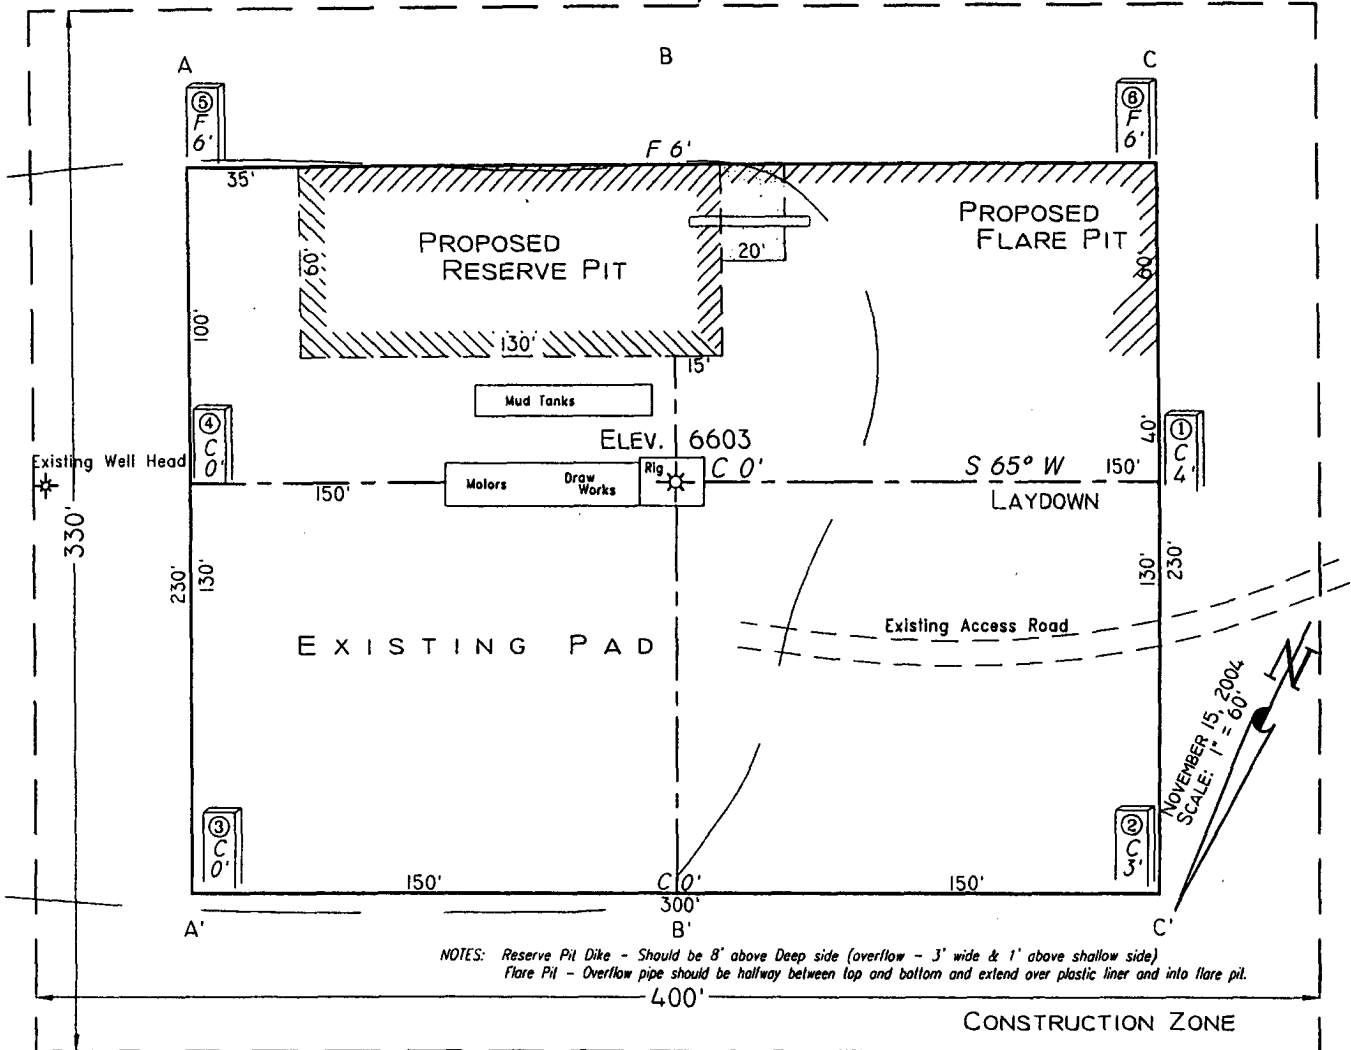 A
B
C
⑤
F
6'
⑥
F
6'
F 6'
35'
PROPOSED
RESERVE PIT
20'
PROPOSED
FLARE PIT
60'
60'
100'
130'
15'
Mud Tanks
④
C
0'
ELEV. 6603
①
C
4'
40'
Existing Well Head
Rig
C 0'
S 65° W
150'
150'
Motors
Draw
Works
LAYDOWN
330'
230'
130'
130'
230'
Existing Access Road
EXISTING PAD
N
NOVEMBER 15, 2004
SCALE: 1" = 60'
③
C
0'
②
C
3'
150'
C 0'
150'
300'
A'
B'
C'
NOTES: Reserve Pit Dike - Should be 8' above Deep side (overflow - 3' wide & 1' above shallow side)
Flare Pit - Overflow pipe should be halfway between top and bottom and extend over plastic liner and into flare pit.
400'
CONSTRUCTION ZONE